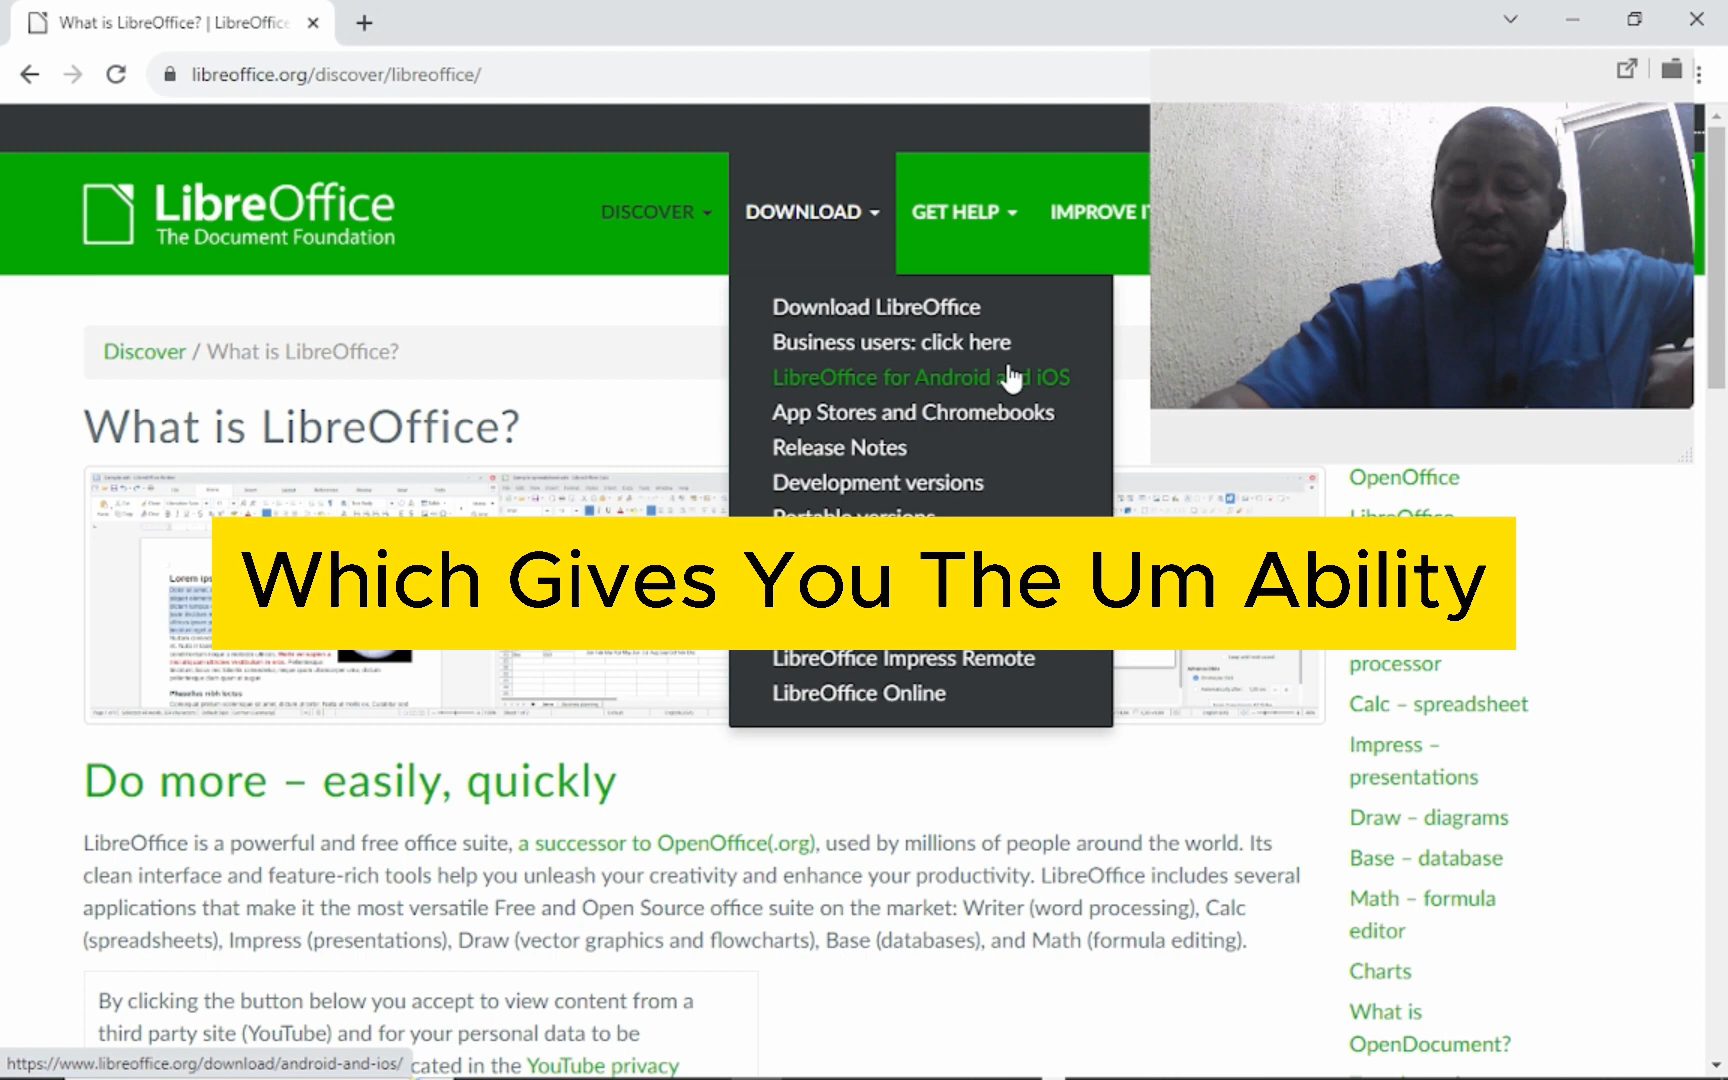 What is LibreOffice? | LibreOffice
libreoffice.org/discover/libreoffice/
LibreOffice
The Document Foundation
DISCOVER
DOWNLOAD
GET HELP
IMPROVE IT
Download LibreOffice
Business users: click here
LibreOffice for Android and iOS
App Stores and Chromebooks
Release Notes
Development versions
Portable versions
Discover / What is LibreOffice?
What is LibreOffice?
Which Gives You The Um Ability
LibreOffice Impress Remote
LibreOffice Online
OpenOffice
LibreOffice
processor
Calc – spreadsheet
Impress –
presentations
Draw – diagrams
Base – database
Math – formula
editor
Charts
What is
OpenDocument?
Do more – easily, quickly
LibreOffice is a powerful and free office suite, a successor to OpenOffice(.org), used by millions of people around the world. Its
clean interface and feature-rich tools help you unleash your creativity and enhance your productivity. LibreOffice includes several
applications that make it the most versatile Free and Open Source office suite on the market: Writer (word processing), Calc
(spreadsheets), Impress (presentations), Draw (vector graphics and flowcharts), Base (databases), and Math (formula editing).
By clicking the button below you accept to view content from a
third party site (YouTube) and for your personal data to be
cated in the YouTube privacy
https://www.libreoffice.org/download/android-and-ios/